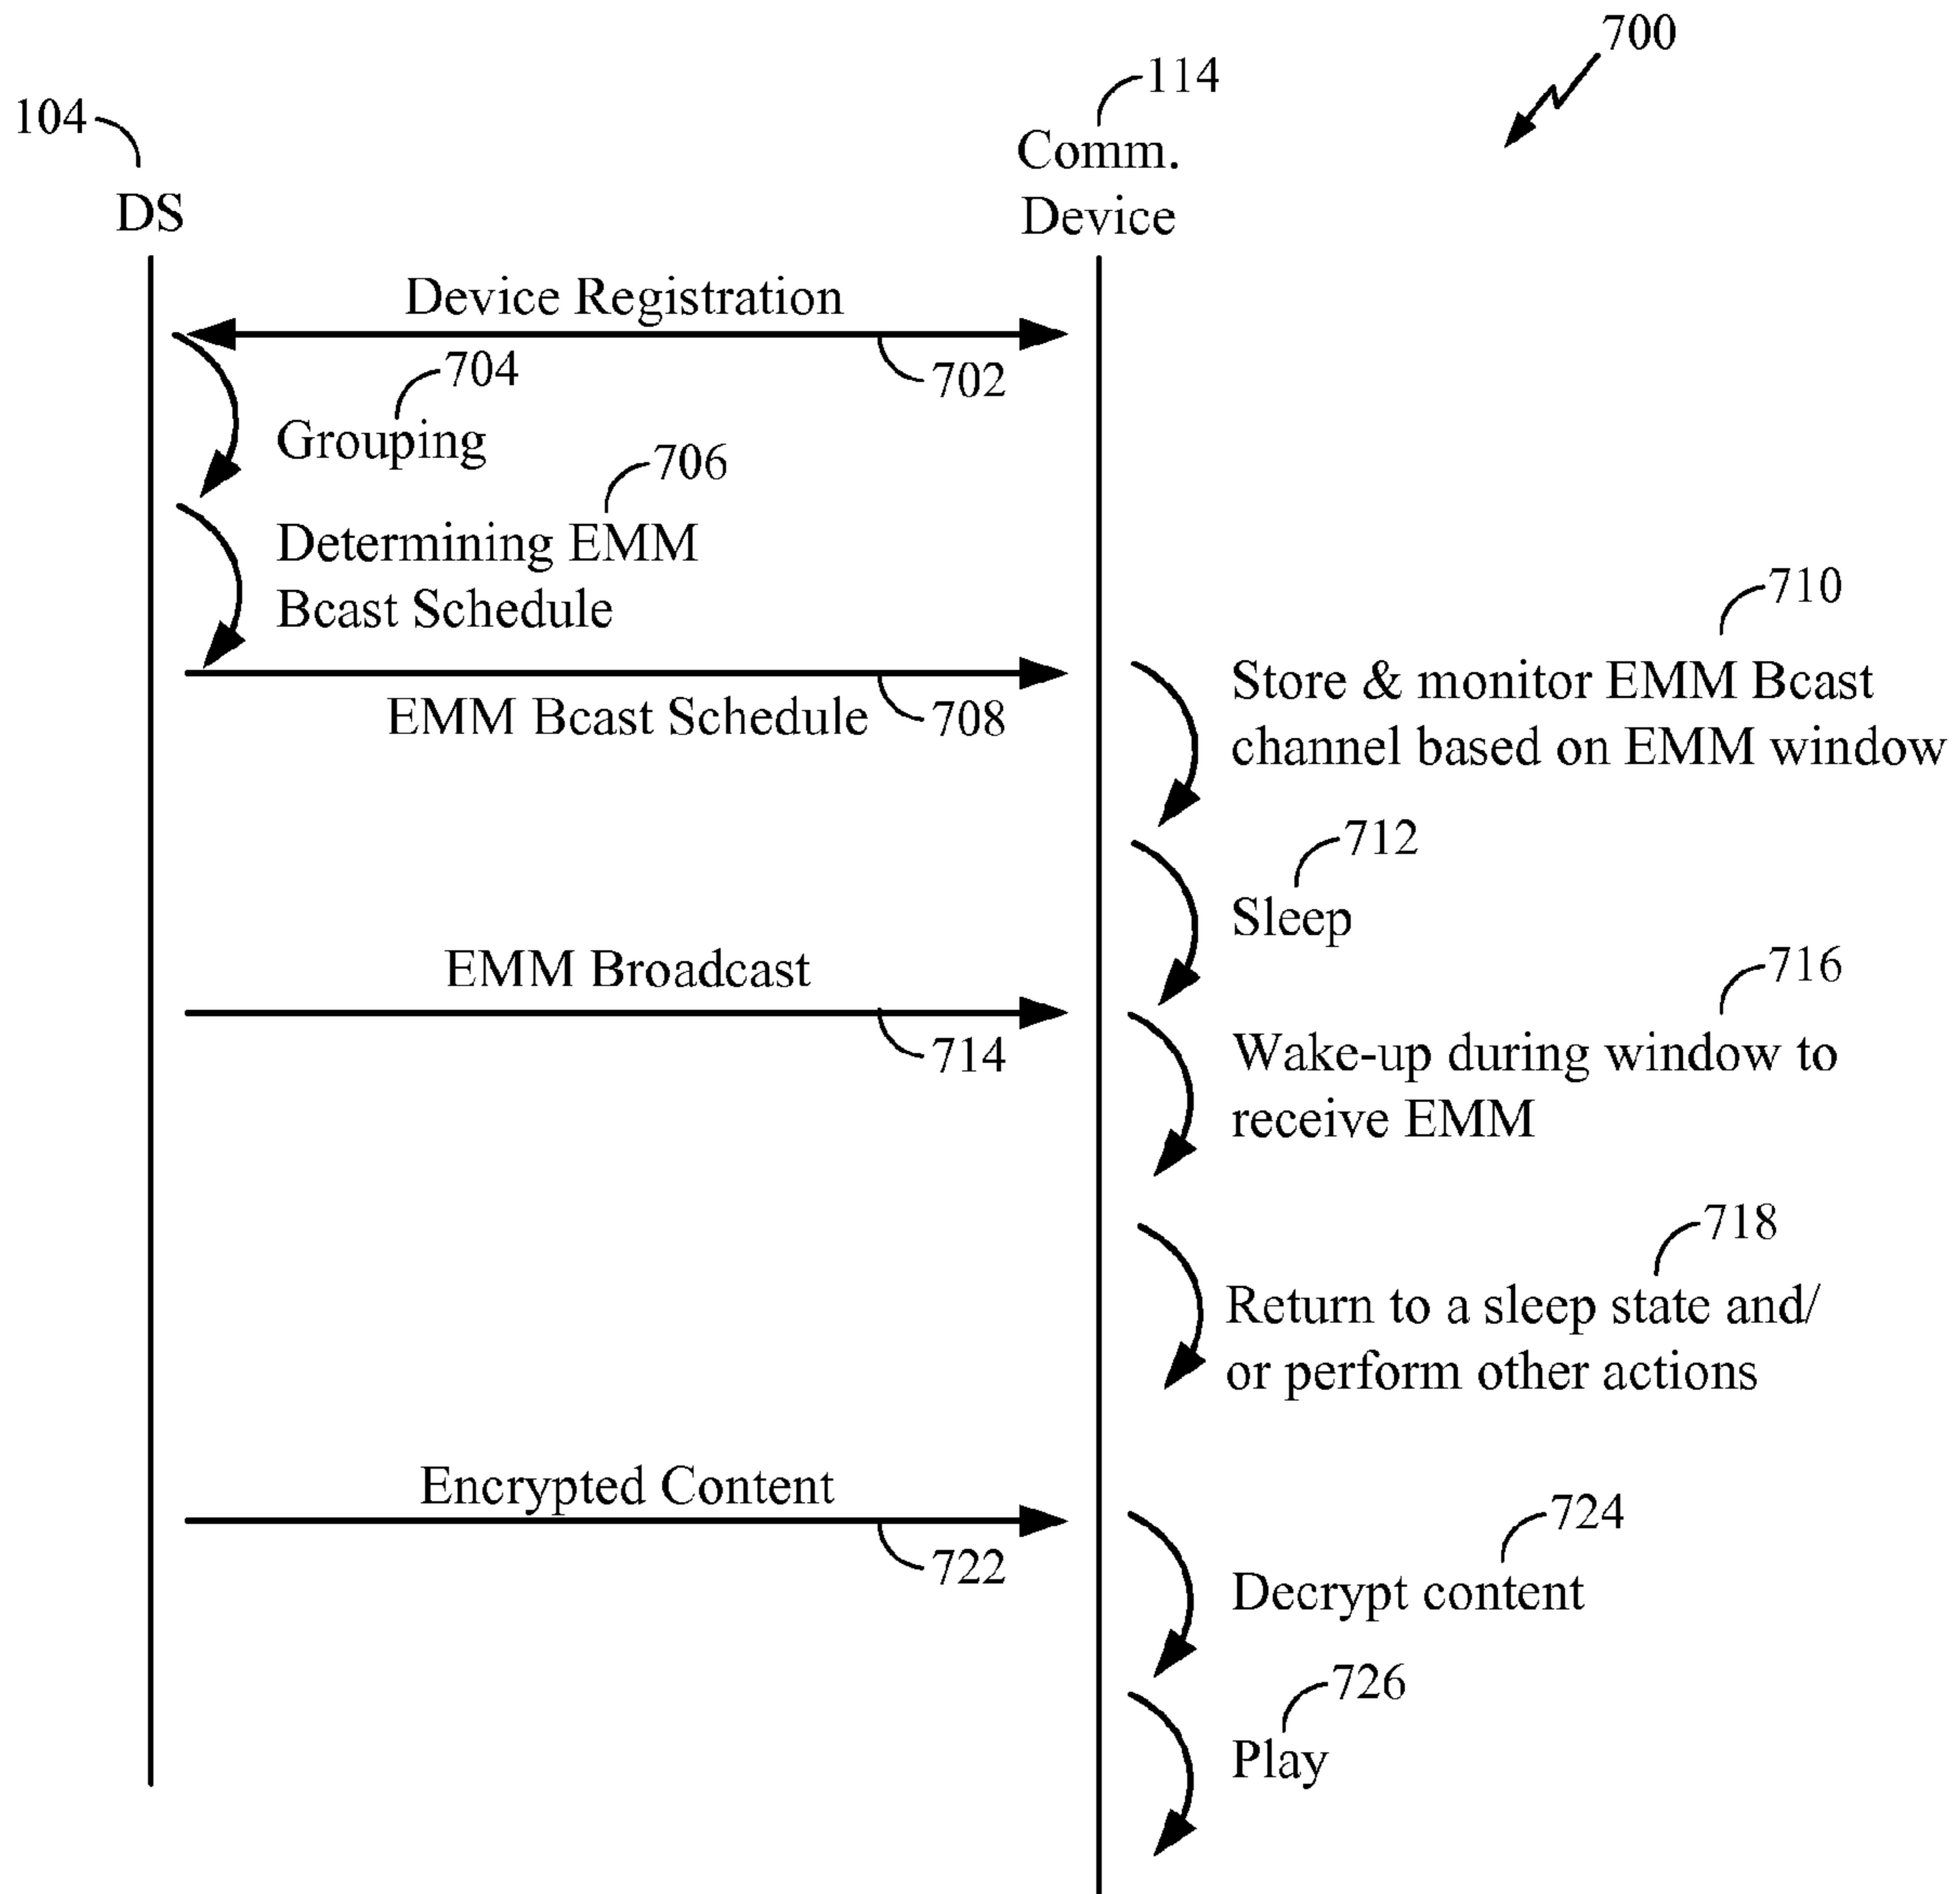 700
114
104
Comm.
Device
DS
Device Registration
702
704
Grouping
706
Determining EMM
Bcast Schedule
710
Store & monitor EMM Bcast
channel based on EMM window
EMM Bcast Schedule
708
712
Sleep
EMM Broadcast
714
716
Wake-up during window to
receive EMM
718
Return to a sleep state and/
or perform other actions
Encrypted Content
722
724
Decrypt content
726
Play